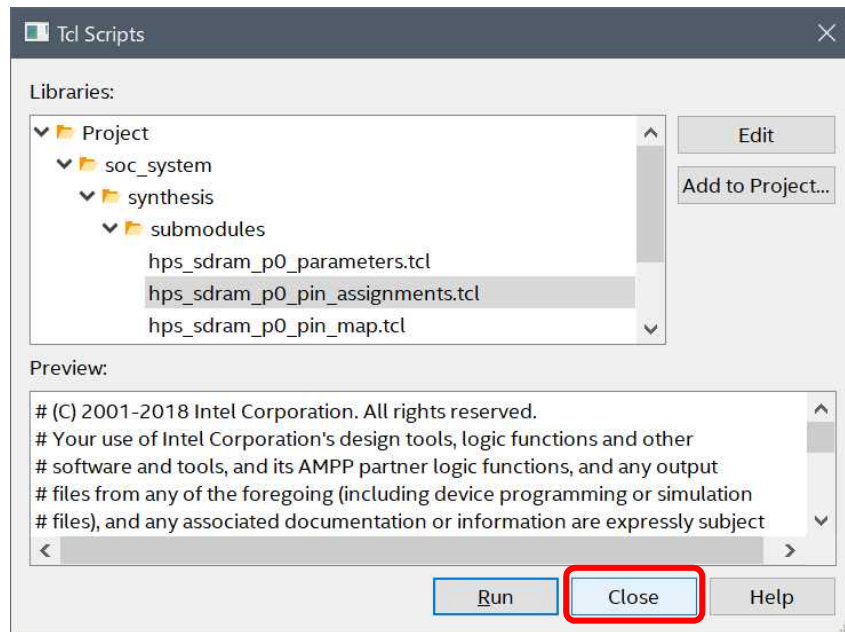 Tcl Scripts
Libraries:
Project
Edit
soc_system
Add to Project...
synthesis
submodules
hps_sdram_p0_parameters.tcl
hps_sdram_p0_pin_assignments.tcl
hps_sdram_p0_pin_map.tcl
Preview:
# (C) 2001-2018 Intel Corporation. All rights reserved.
# Your use of Intel Corporation's design tools, logic functions and other
# software and tools, and its AMPP partner logic functions, and any output
# files from any of the foregoing (including device programming or simulation
# files), and any associated documentation or information are expressly subject
Run
Close
Help